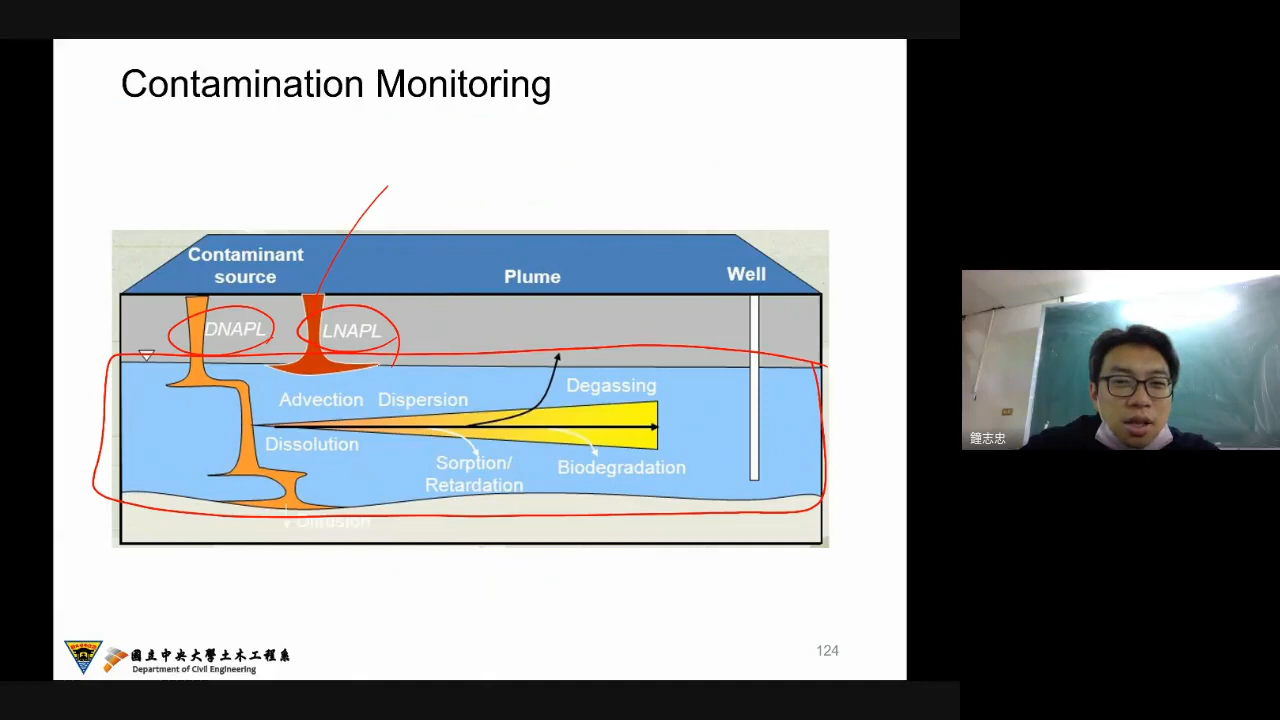 Contamination Monitoring
Contaminant
source
Plume
Well
DNAPL
LNAPL
Degassing
Advection
Dispersion
Dissolution
Sorption/
Retardation
Biodegradation
Diffusion
鐘志忠
國立中央大學土木工程系
Department of Civil Engineering
124